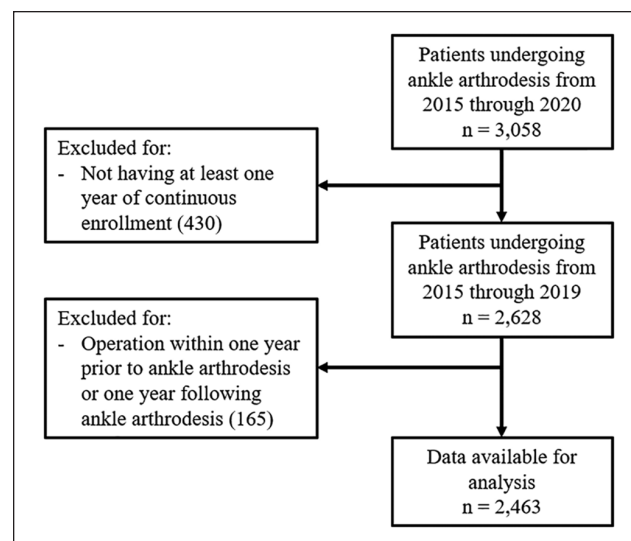 Patients undergoing
ankle arthrodesis from
2015 through 2020
n = 3,058
Excluded for:
- Not having at least one
year of continuous
enrollment (430)
Patients undergoing
ankle arthrodesis from
2015 through 2019
n = 2,628
Excluded for:
- Operation within one year
prior to ankle arthrodesis
or one year following
ankle arthrodesis (165)
Data available for
analysis
n = 2,463